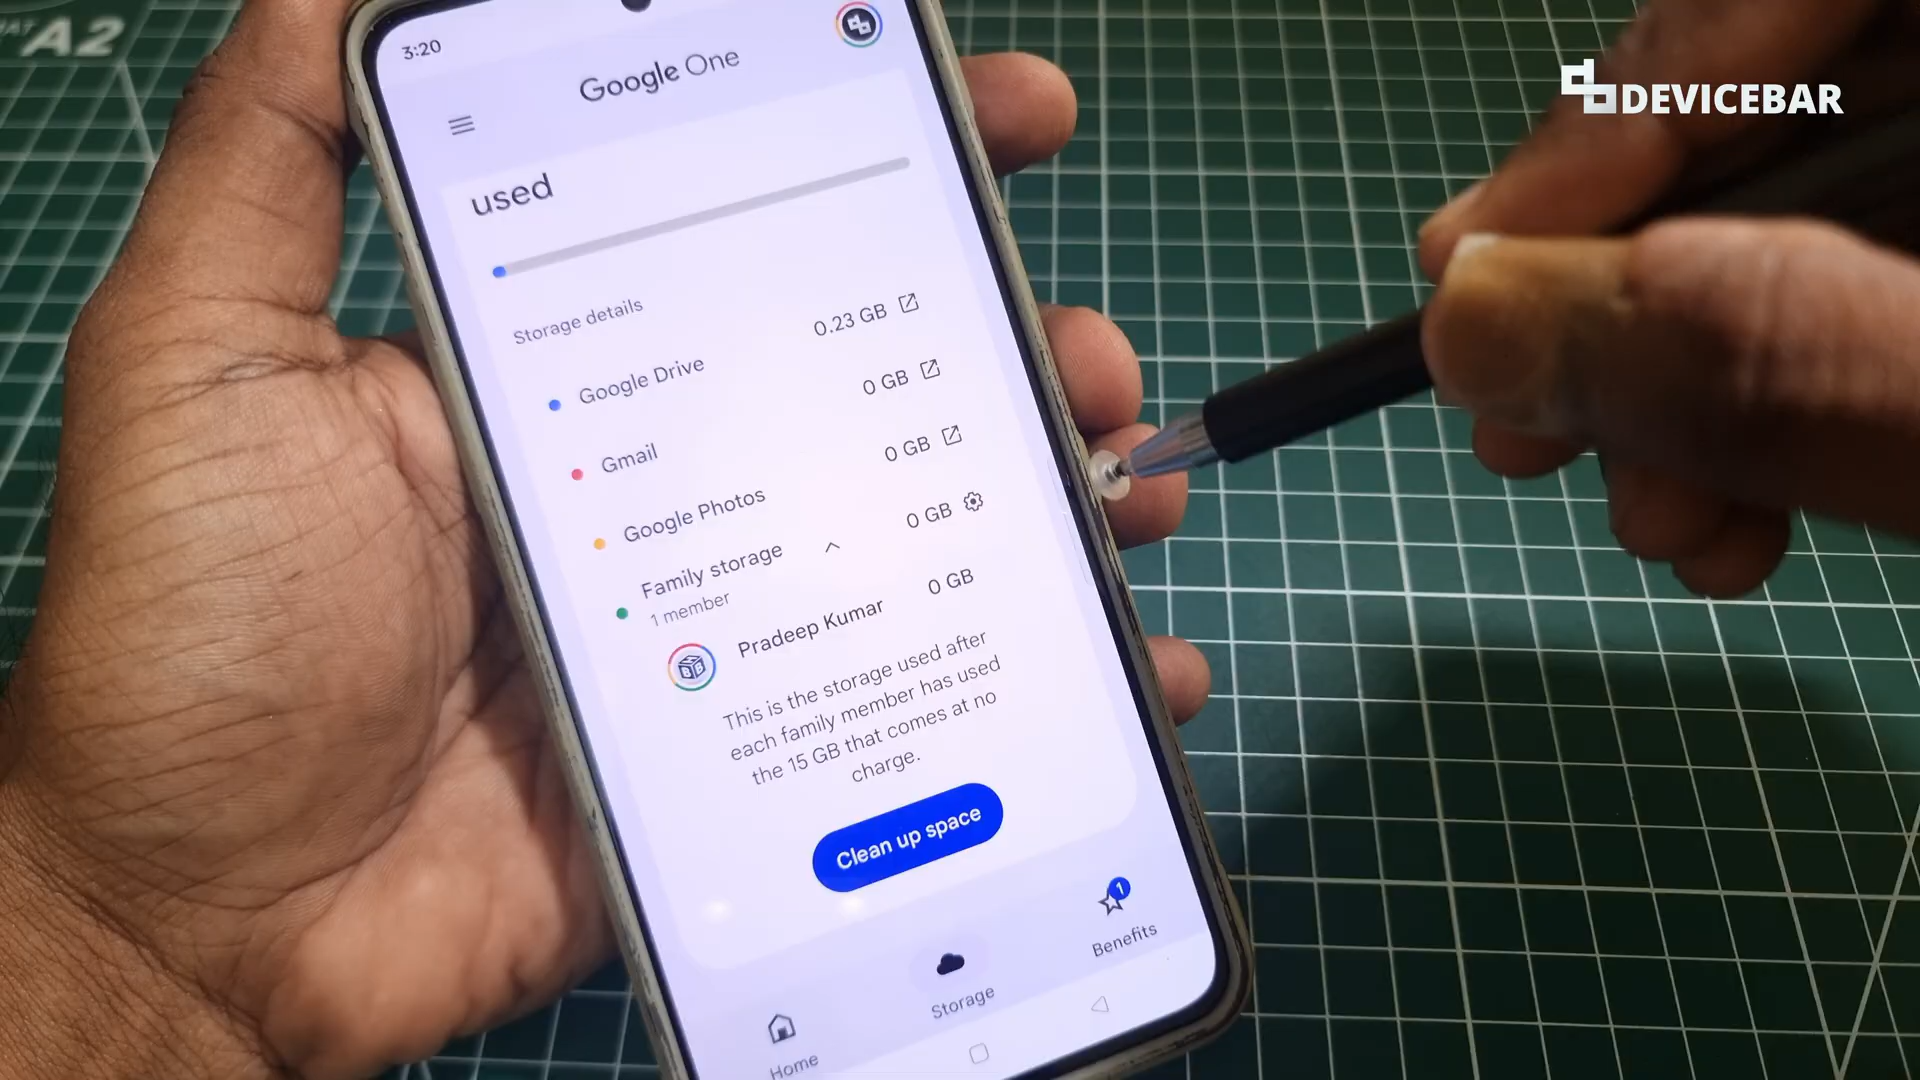 A2
3:20
Google One
DEVICEBAR
used
Storage details
Google Drive 0.23 GB
Gmail 0 GB
Google Photos 0 GB
Family storage 0 GB
1 member
Pradeep Kumar 0 GB
This is the storage used after
each family member has used
the 15 GB that comes at no
charge.
Clean up space
Home
Storage
Benefits
1